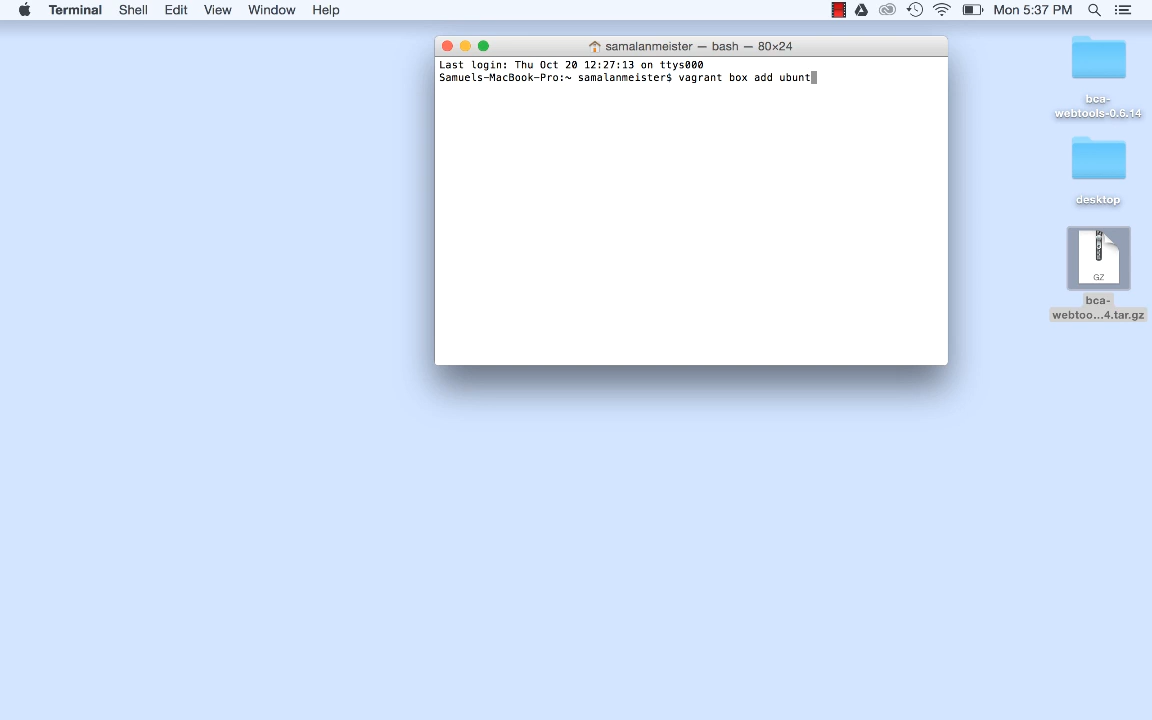 Terminal Shell Edit View Window Help Mon 5:37 PM
samalanmeister — bash — 80×24
Last login: Thu Oct 20 12:27:13 on ttys000
Samuels-MacBook-Pro:~ samalanmeister$ vagrant box add ubunt
bca-
webtools-0.6.14
desktop
GZ
bca-
webtoo...4.tar.gz